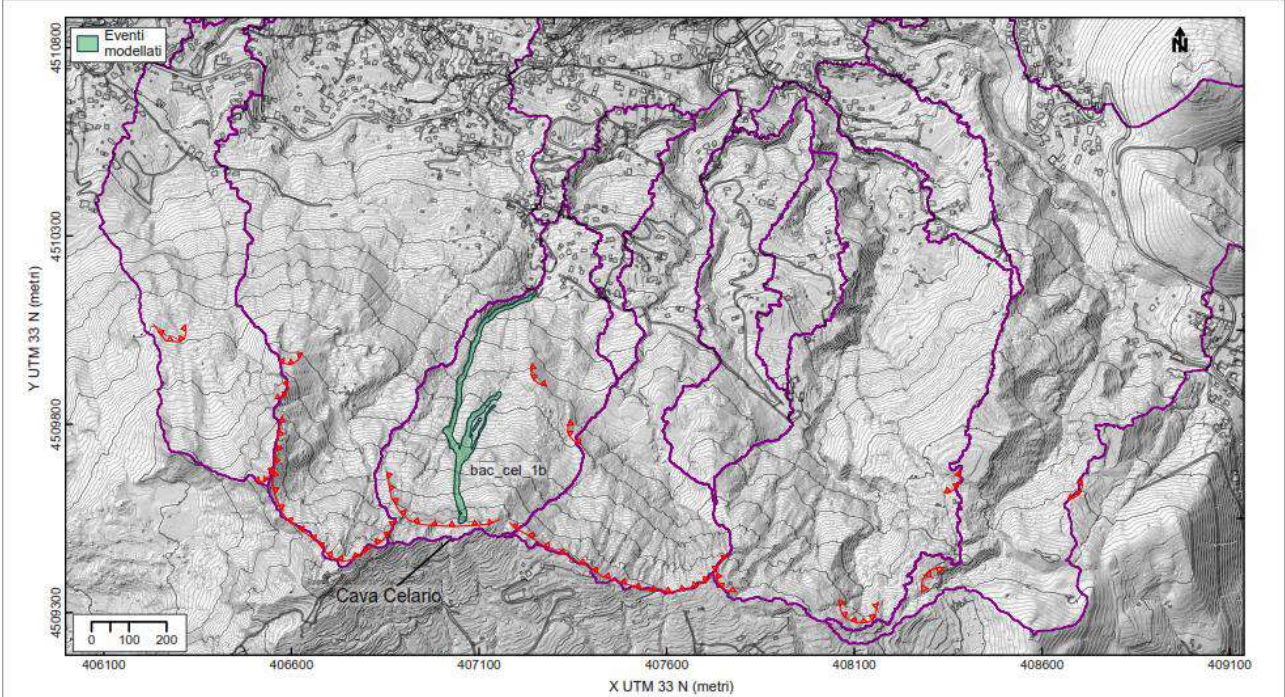 Eventi
modellati
N
4510800
4510300
4509800
4509300
Y UTM 33 N (metri)
bac_cel_1b
Cava Celario
0 100 200
406100 406600 407100 407600 408100 408600 409100
X UTM 33 N (metri)